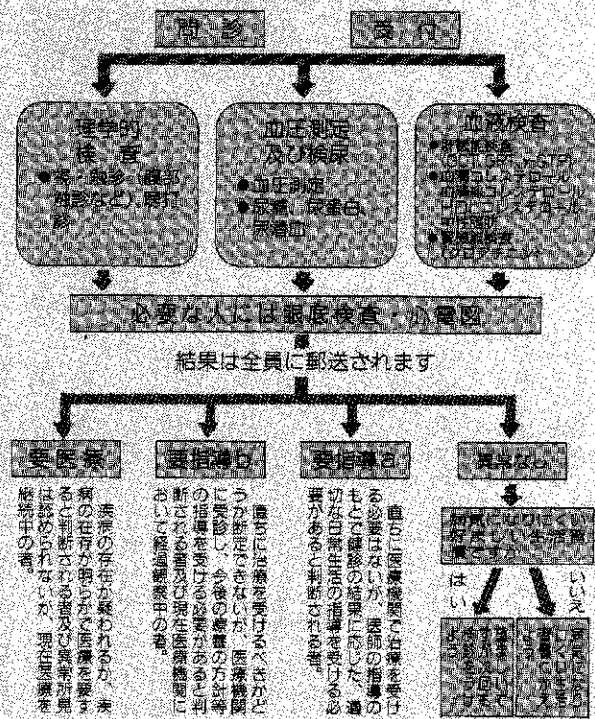 問診
受付
理学的
検査
血圧測定
及び検尿
●血圧測定
●尿糖、尿蛋白、
尿潜血
血液検査
必要な人には眼底検査・心電図
結果は全員に郵送されます
要医療
要指導b
要指導a
異常なし
疾病の存在が疑われるか、疾
病の存在が明らかで医療を要す
ると判断される者及び異常所見
は認められないが、現在医療を
継続中の者。
直ちに治療を受けるべきかど
うか断定できないが、医療機関
に受診し、今後の療養の方針等
の指導を受ける必要があると判
断される者及び現在医療機関に
おいて経過観察中の者。
直ちに医療機関で治療を受け
る必要はないが、医師の指導の
もとで健診の結果に応じた、適
切な日常生活の指導を受ける必
要があると判断される者。
はい
いいえ